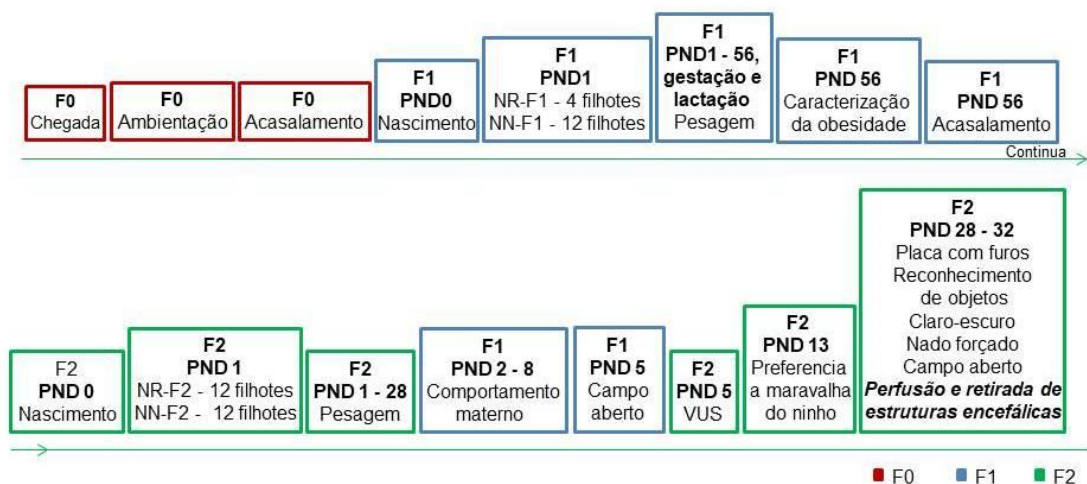 F0
Chegada
F0
Ambientação
F0
Acasalamento
F1
PND0
Nascimento
F1
PND1
NR-F1 - 4 filhotes
NN-F1 - 12 filhotes
F1
PND1 - 56,
gestação e
lactação
Pesagem
F1
PND 56
Caracterização
da obesidade
F1
PND 56
Acasalamento
Continua
F2
PND 0
Nascimento
F2
PND 1
NR-F2 - 12 filhotes
NN-F2 - 12 filhotes
F2
PND 1 - 28
Pesagem
F1
PND 2 - 8
Comportamento
materno
F1
PND 5
Campo
aberto
F2
PND 5
VUS
F2
PND 13
Preferencia
a maravalha
do ninho
F2
PND 28 - 32
Placa com furos
Reconhecimento
de objetos
Claro-escuro
Nado forçado
Campo aberto
Perfusão e retirada de
estruturas encefálicas
F0 F1 F2